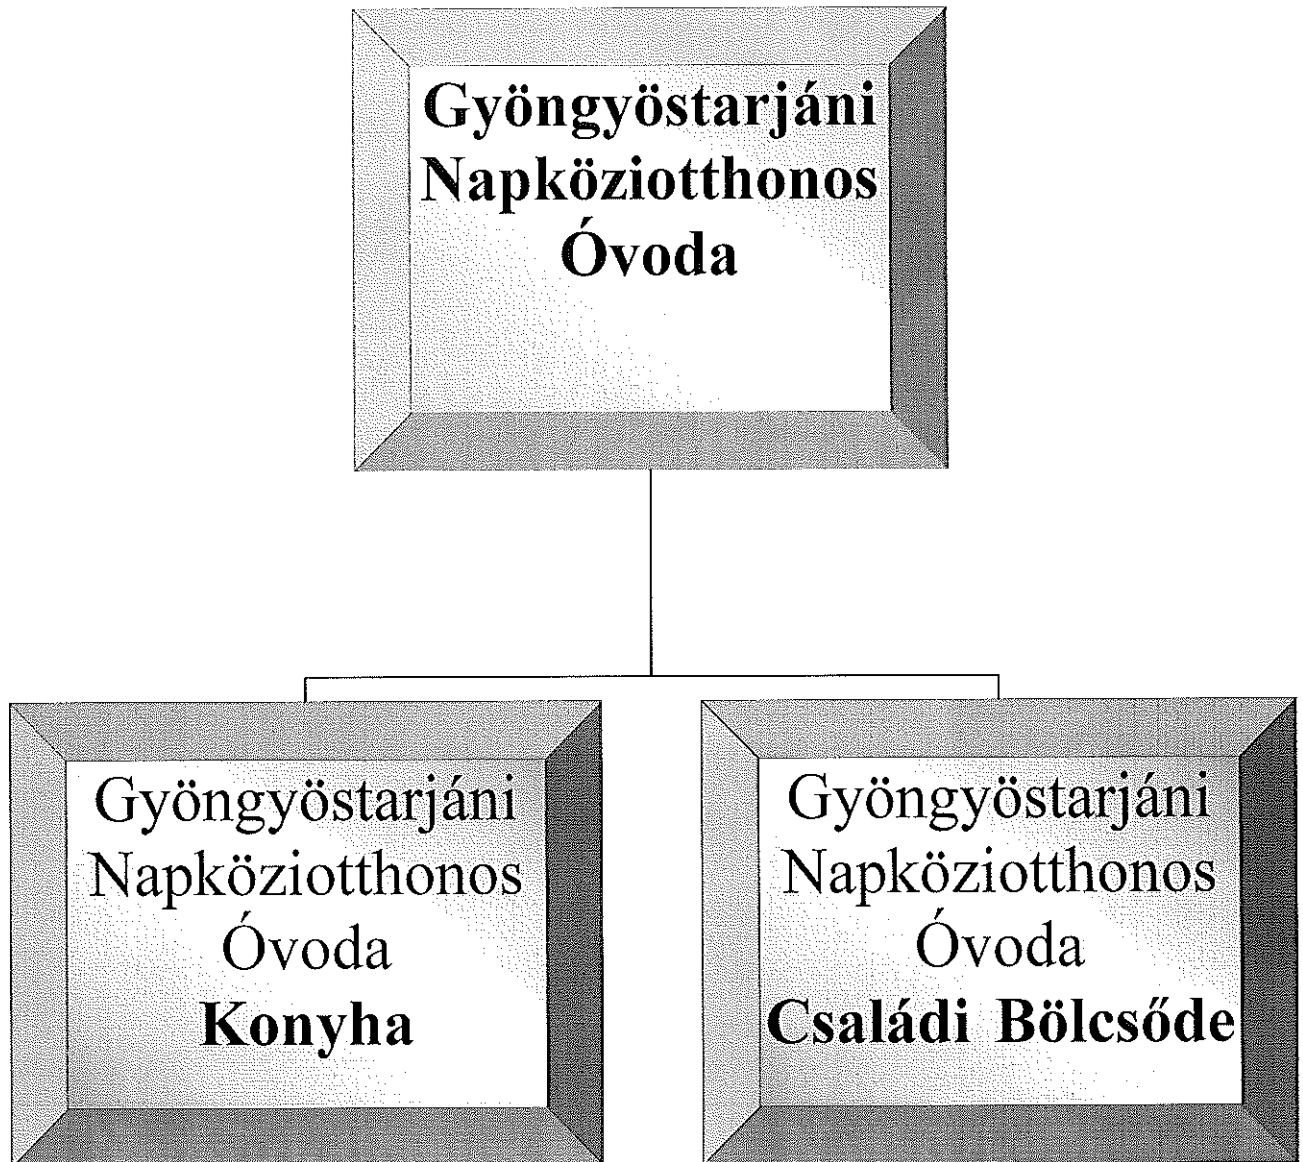 Gyöngyöstarjáni
Napköziotthonos
Óvoda
Gyöngyöstarjáni
Napköziotthonos
Óvoda
Konyha
Gyöngyöstarjáni
Napköziotthonos
Óvoda
Családi Bölcsőde